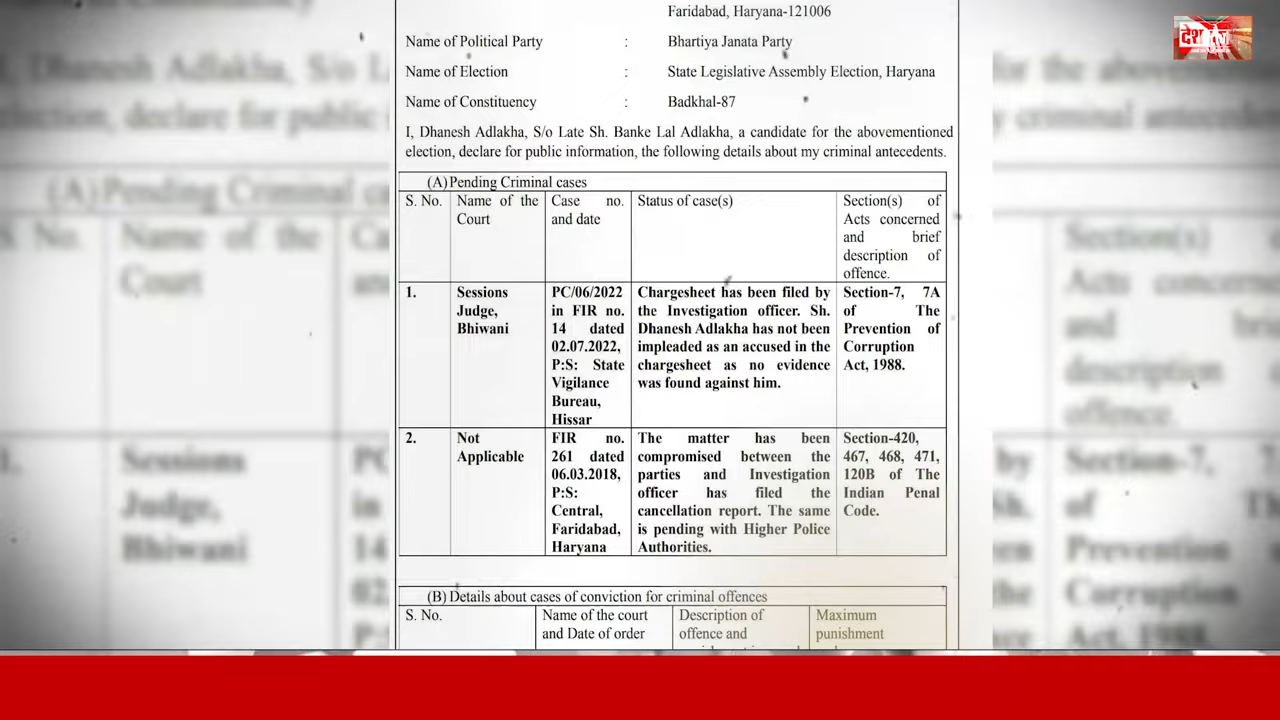 Faridabad, Haryana-121006
Name of Political Party : Bhartiya Janata Party
Name of Election : State Legislative Assembly Election, Haryana
Name of Constituency : Badkhal-87
I, Dhanesh Adlakha, S/o Late Sh. Banke Lal Adlakha, a candidate for the abovementioned
election, declare for public information, the following details about my criminal antecedents.
(A) Pending Criminal cases
S. No.
Name of the
Court
Case no.
and date
Status of case(s)
Section(s) of
Acts concerned
and brief
description of
offence.
1.
Sessions
Judge,
Bhiwani
PC/06/2022
in FIR no.
14 dated
02.07.2022,
P:S: State
Vigilance
Bureau,
Hissar
Chargesheet has been filed by
the Investigation officer. Sh.
Dhanesh Adlakha has not been
impleaded as an accused in the
chargesheet as no evidence
was found against him.
Section-7, 7A
of The
Prevention of
Corruption
Act, 1988.
2.
Not
Applicable
FIR no.
261 dated
06.03.2018,
P:S:
Central,
Faridabad,
Haryana
The matter has been
compromised between the
parties and Investigation
officer has filed the
cancellation report. The same
is pending with Higher Police
Authorities.
Section-420,
467, 468, 471,
120B of The
Indian Penal
Code.
(B) Details about cases of conviction for criminal offences
S. No.
Name of the court
and Date of order
Description of
offence and
Maximum
punishment